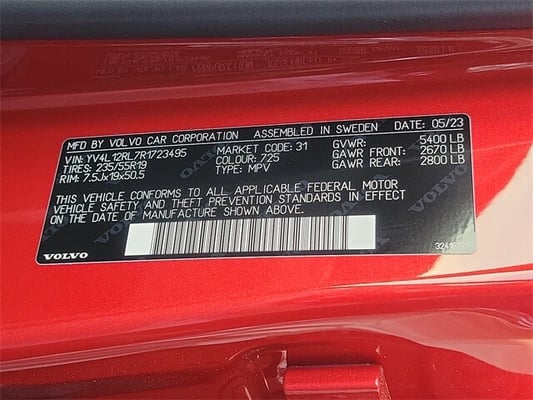 MFD BY VOLVO CAR CORPORATION ASSEMBLED IN SWEDEN DATE: 05/23
VIN: YV4L12RL7R1723495 MARKET CODE: 31 GVWR: 5400 LB
TIRES: 235/55R19 COLOUR: 725 GAWR FRONT: 2670 LB
RIM: 7.5Jx19x50.5 TYPE: MPV GAWR REAR: 2800 LB
THIS VEHICLE CONFORMS TO ALL APPLICABLE FEDERAL MOTOR
VEHICLE SAFETY AND THEFT PREVENTION STANDARDS IN EFFECT
ON THE DATE OF MANUFACTURE SHOWN ABOVE.
VOLVO